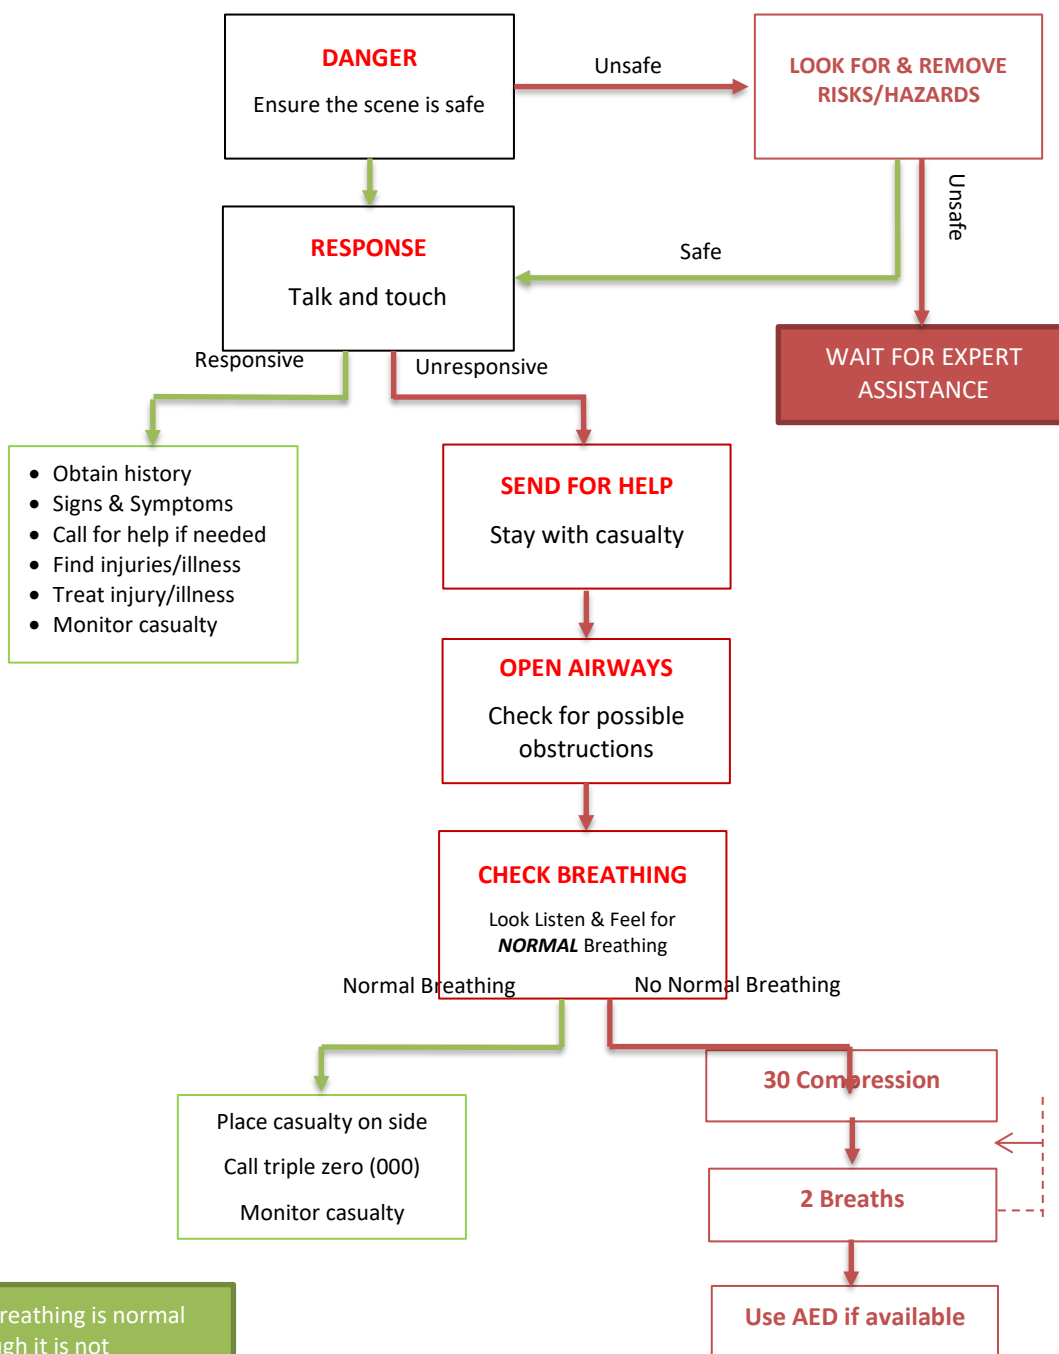 DANGER
Ensure the scene is safe
Unsafe
LOOK FOR & REMOVE
RISKS/HAZARDS
Unsafe
Safe
RESPONSE
Talk and touch
WAIT FOR EXPERT
ASSISTANCE
Responsive
Unresponsive
• Obtain history
• Signs & Symptoms
• Call for help if needed
• Find injuries/illness
• Treat injury/illness
• Monitor casualty
SEND FOR HELP
Stay with casualty
OPEN AIRWAYS
Check for possible
obstructions
CHECK BREATHING
Look Listen & Feel for
NORMAL Breathing
Normal Breathing
No Normal Breathing
30 Compression
Place casualty on side
Call triple zero (000)
Monitor casualty
2 Breaths
Use AED if available
reathing is normal
gh it is not